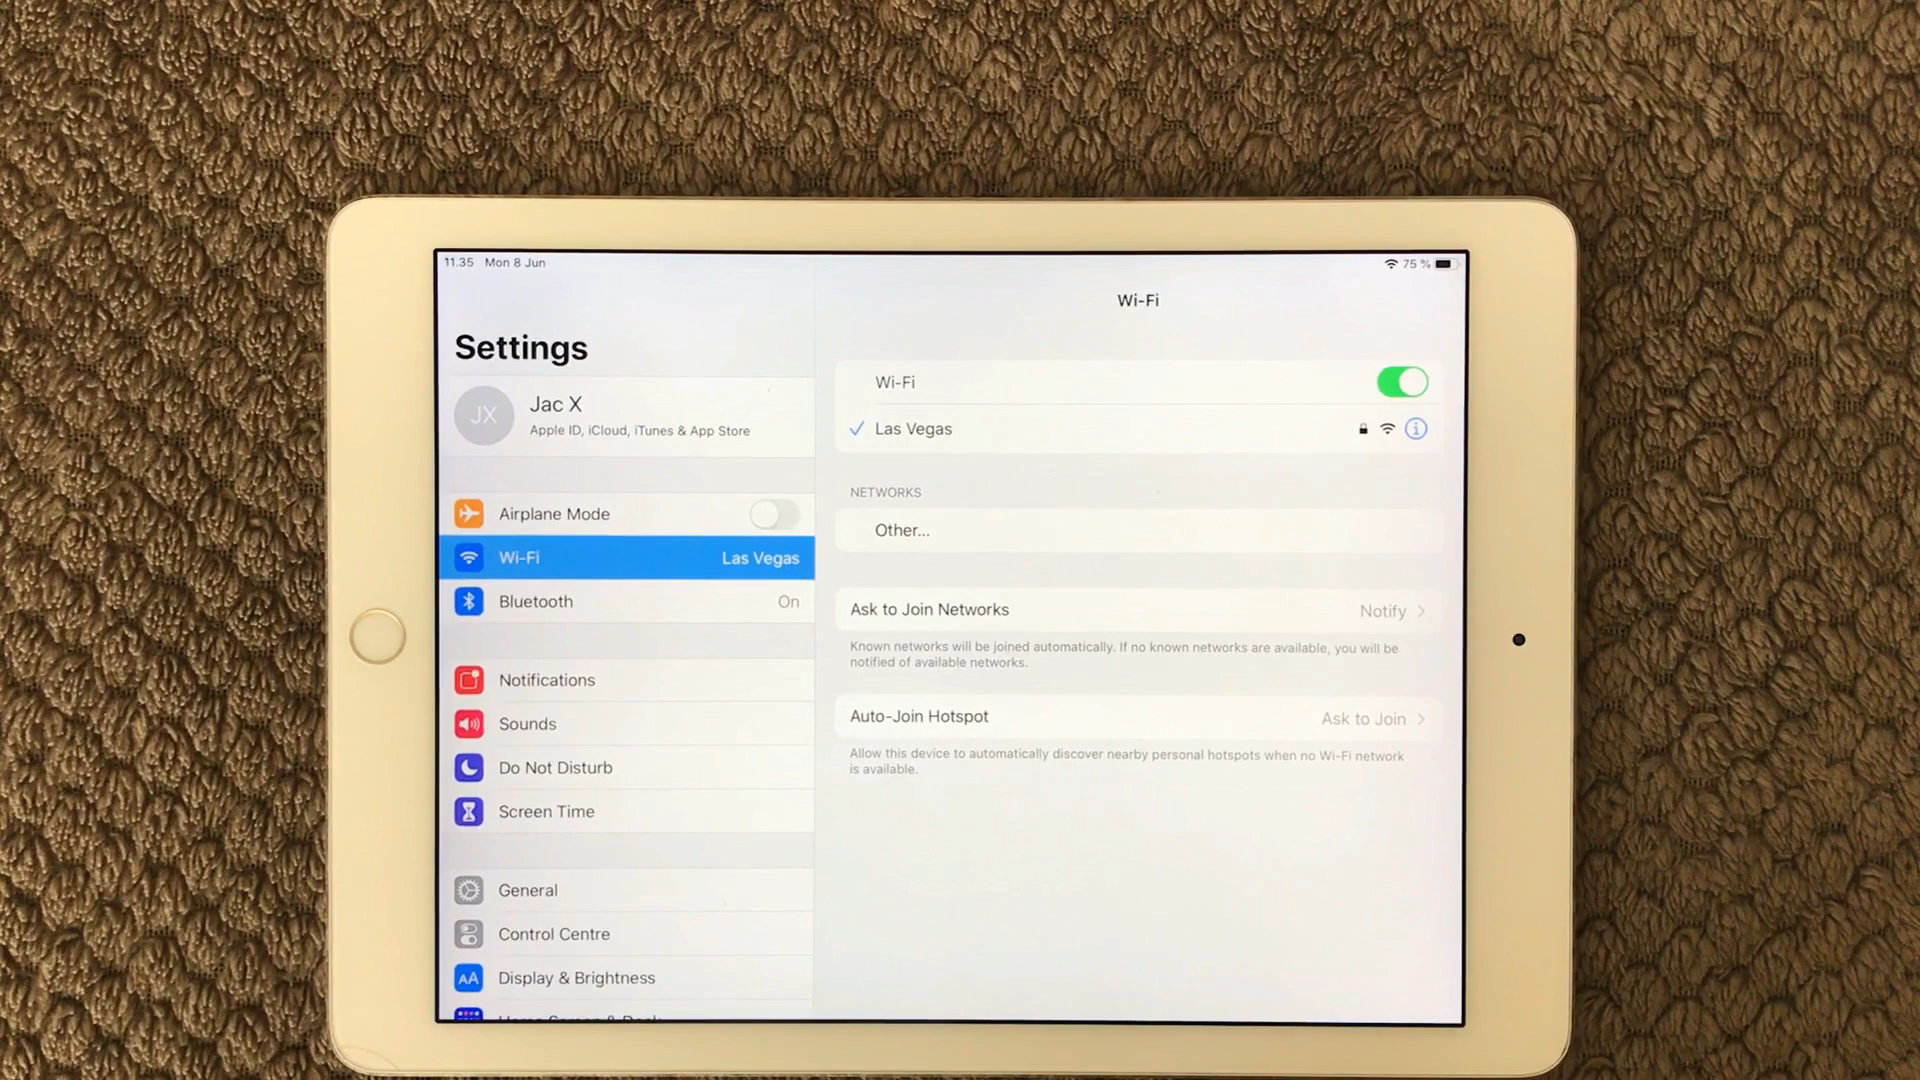 11.35 Mon 8 Jun
75 %
Settings
JX
Jac X
Apple ID, iCloud, iTunes & App Store
Airplane Mode
Wi-Fi Las Vegas
Bluetooth On
Notifications
Sounds
Do Not Disturb
Screen Time
General
Control Centre
AA Display & Brightness
Home Screen & Dock
Wi-Fi
Wi-Fi
Las Vegas
NETWORKS
Other...
Ask to Join Networks Notify
Known networks will be joined automatically. If no known networks are available, you will be
notified of available networks.
Auto-Join Hotspot Ask to Join
Allow this device to automatically discover nearby personal hotspots when no Wi-Fi network
is available.